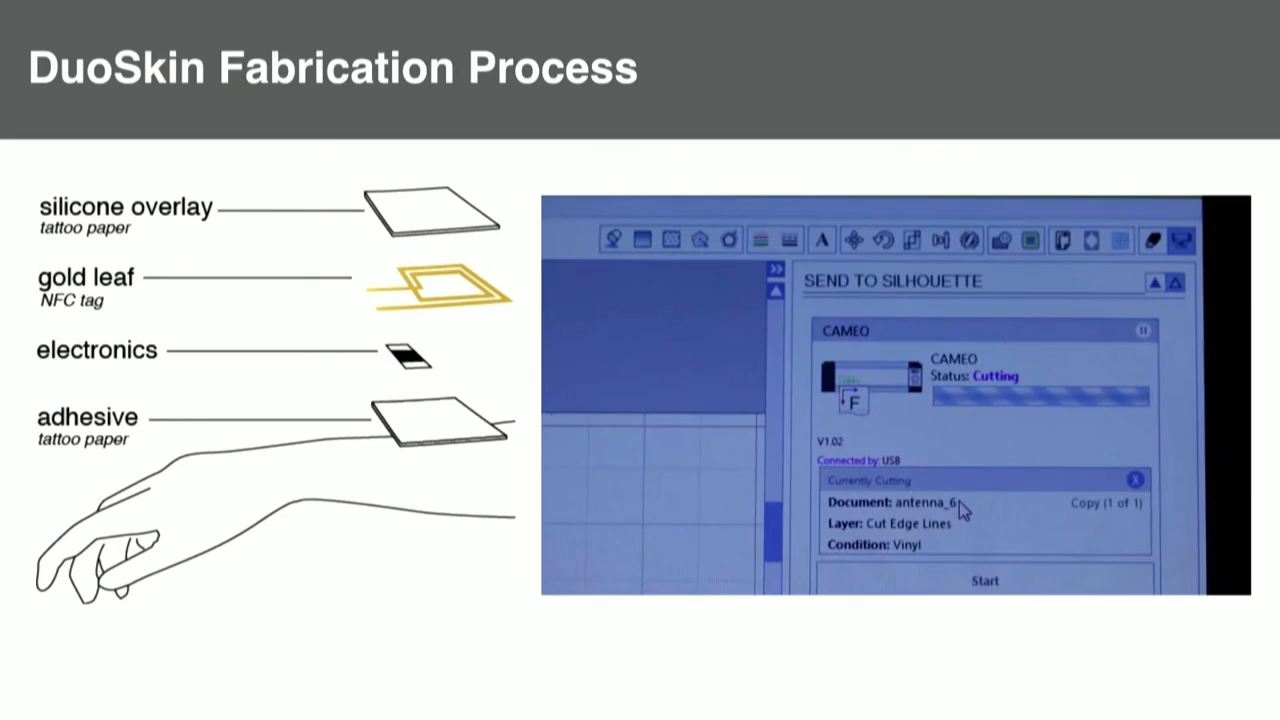 DuoSkin Fabrication Process
silicone overlay
tattoo paper
gold leaf
NFC tag
electronics
adhesive
tattoo paper
A
SEND TO SILHOUETTE
CAMEO
CAMEO
Status: Cutting
F
V1.02
Connected by: USB
Currently Cutting
X
Document: antenna_6
Copy (1 of 1)
Layer: Cut Edge Lines
Condition: Vinyl
Start